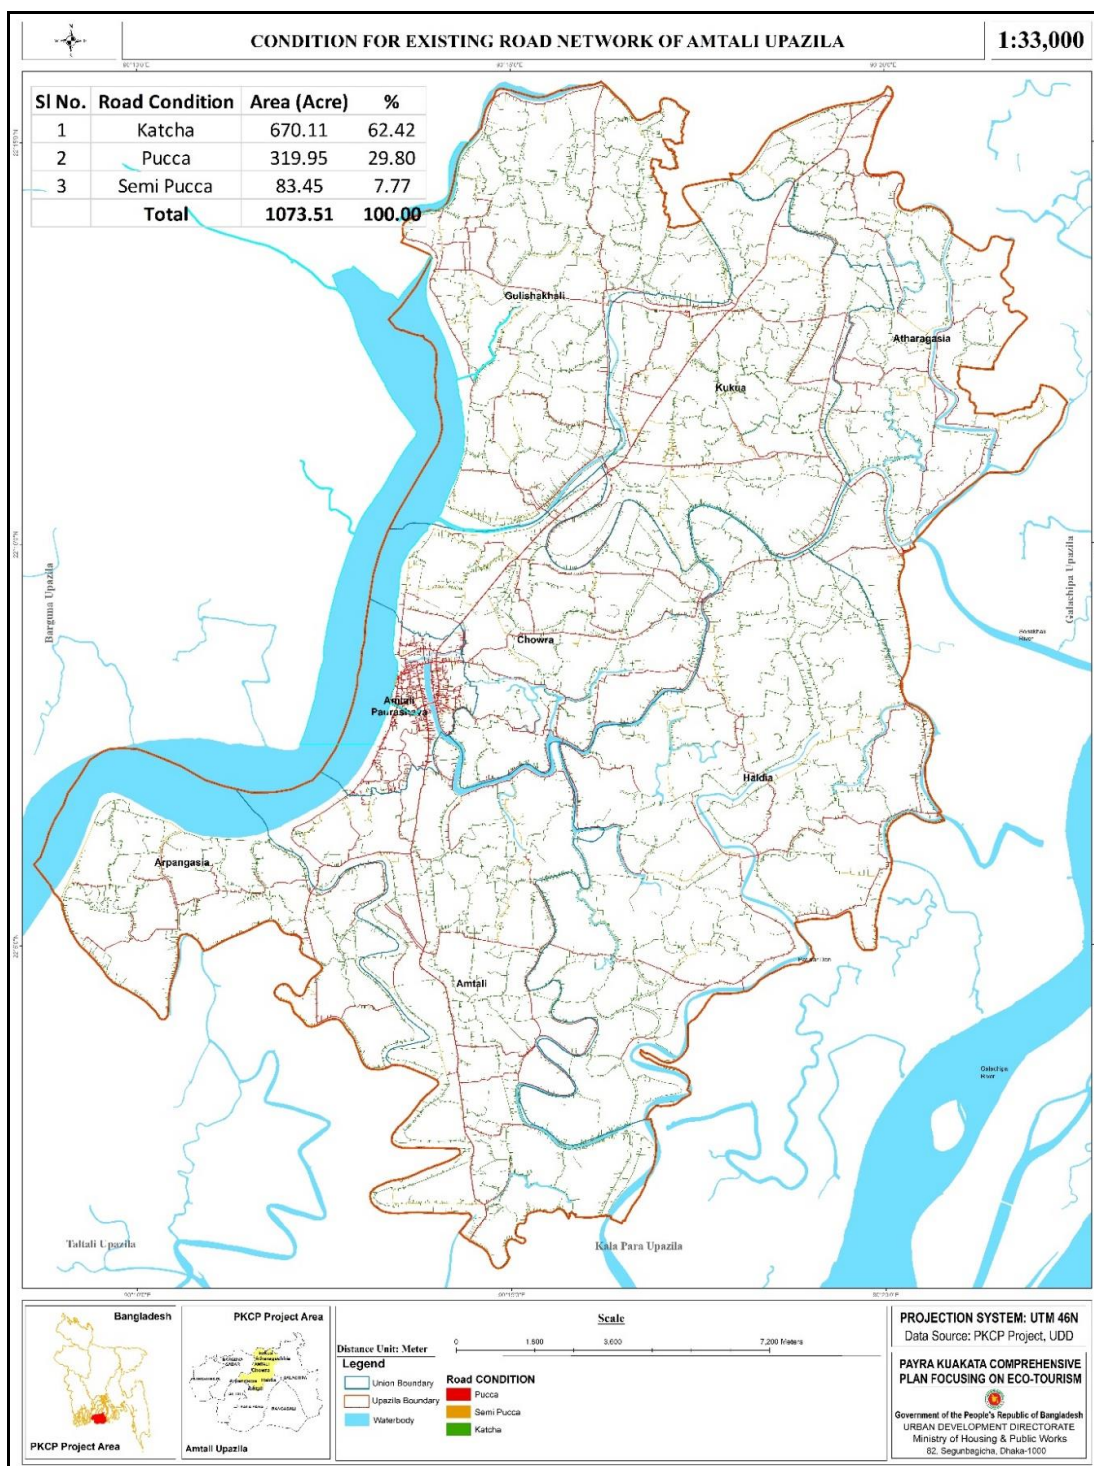 CONDITION FOR EXISTING ROAD NETWORK OF AMTALI UPAZILA
1:33,000
Sl No. Road Condition Area (Acre) %
1 Katcha 670.11 62.42
2 Pucca 319.95 29.80
3 Semi Pucca 83.45 7.77
Total 1073.51 100.00
Gulishakhali
Atharagasia
Kukua
Barguna Upazila
Galachipa Upazila
Chowra
Amtali
Paurashava
Haldia
Arpangasia
Amtali
Galachipa
River
Taltali Upazila
Kala Para Upazila
Bangladesh
PKCP Project Area
PKCP Project Area
Amtali Upazila
Scale
0 1,800 3,600 7,200 Meters
Distance Unit: Meter
Legend
Union Boundary
Upazila Boundary
Waterbody
Road CONDITION
Pucca
Semi Pucca
Katcha
PROJECTION SYSTEM: UTM 46N
Data Source: PKCP Project, UDD
PAYRA KUAKATA COMPREHENSIVE
PLAN FOCUSING ON ECO-TOURISM
Government of the People's Republic of Bangladesh
URBAN DEVELOPMENT DIRECTORATE
Ministry of Housing & Public Works
82, Segunbagicha, Dhaka-1000